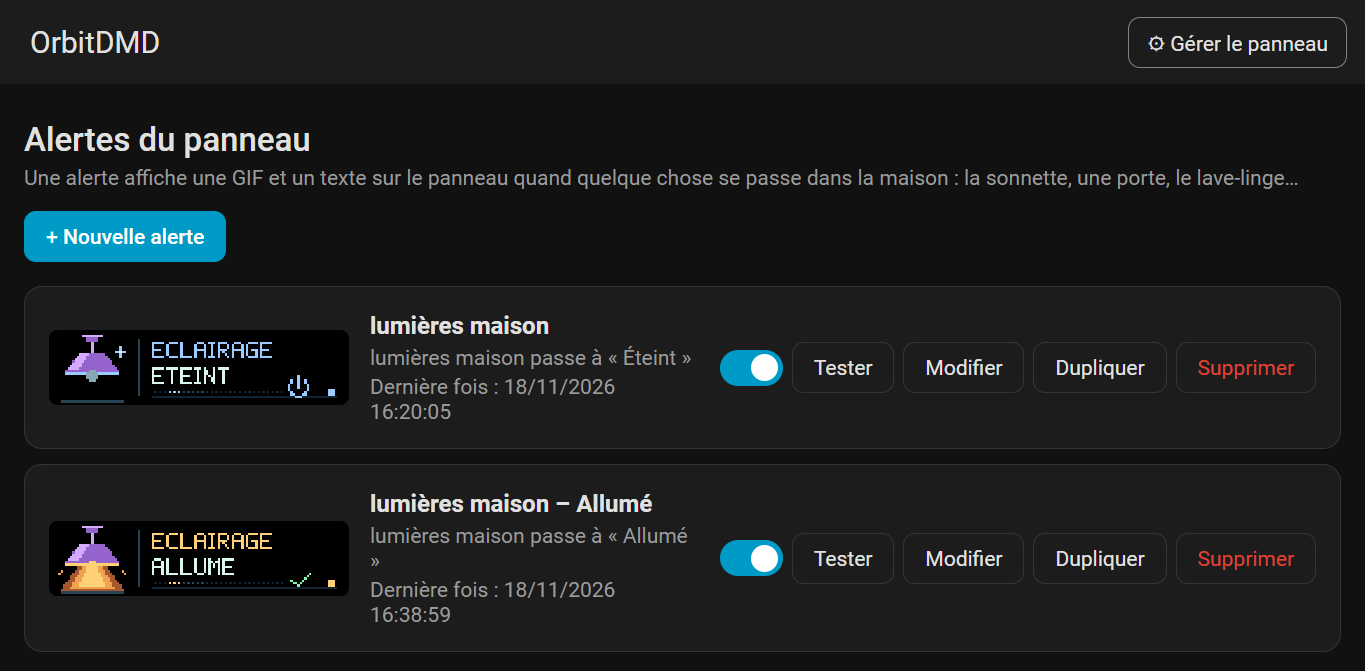 OrbitDMD
⚙ Gérer le panneau
Alertes du panneau
Une alerte affiche une GIF et un texte sur le panneau quand quelque chose se passe dans la maison : la sonnette, une porte, le lave-linge…
+ Nouvelle alerte
ECLAIRAGE
ETEINT
lumières maison
lumières maison passe à « Éteint »
Dernière fois : 18/11/2026
16:20:05
Tester
Modifier
Dupliquer
Supprimer
ECLAIRAGE
ALLUME
lumières maison – Allumé
lumières maison passe à « Allumé
»
Dernière fois : 18/11/2026
16:38:59
Tester
Modifier
Dupliquer
Supprimer